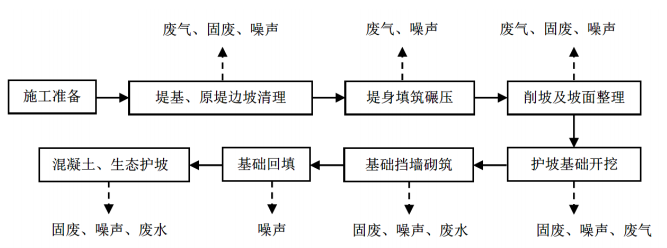 废气、固废、噪声
废气、噪声
废气、固废、噪声
施工准备
堤基、原堤边坡清理
堤身填筑碾压
削坡及坡面整理
混凝土、生态护坡
基础回填
基础挡墙砌筑
护坡基础开挖
固废、噪声、废水
噪声
固废、噪声、废水
固废、噪声、废气